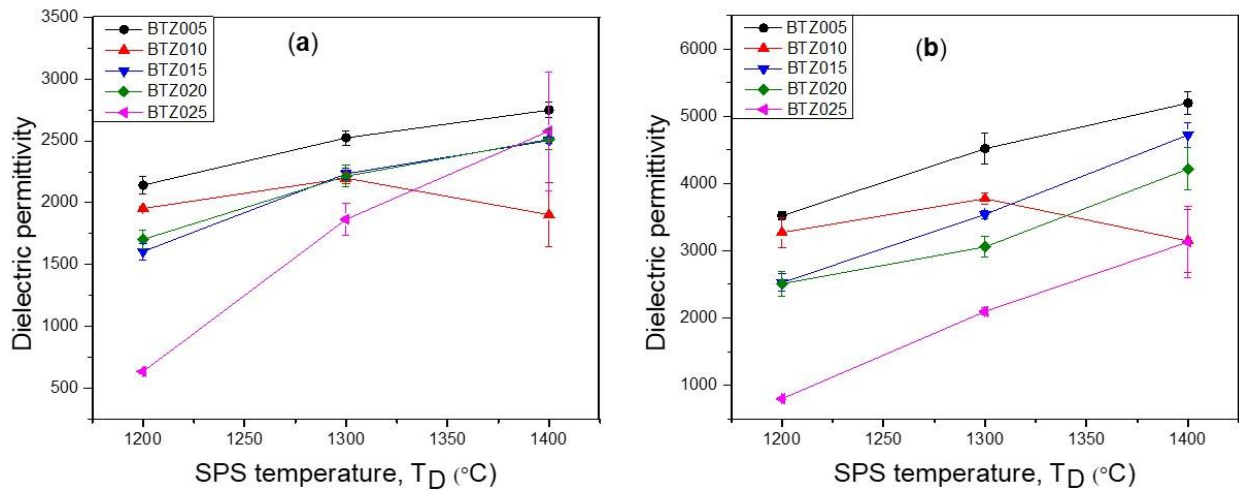 (a)
BTZ005
BTZ010
BTZ015
BTZ020
BTZ025
3500
3000
2500
2000
1500
1000
500
Dielectric permittivity
1200 1250 1300 1350 1400
SPS temperature, TD (°C)
(b)
BTZ005
BTZ010
BTZ015
BTZ020
BTZ025
6000
5000
4000
3000
2000
1000
Dielectric permittivity
1200 1250 1300 1350 1400
SPS temperature, TD (°C)